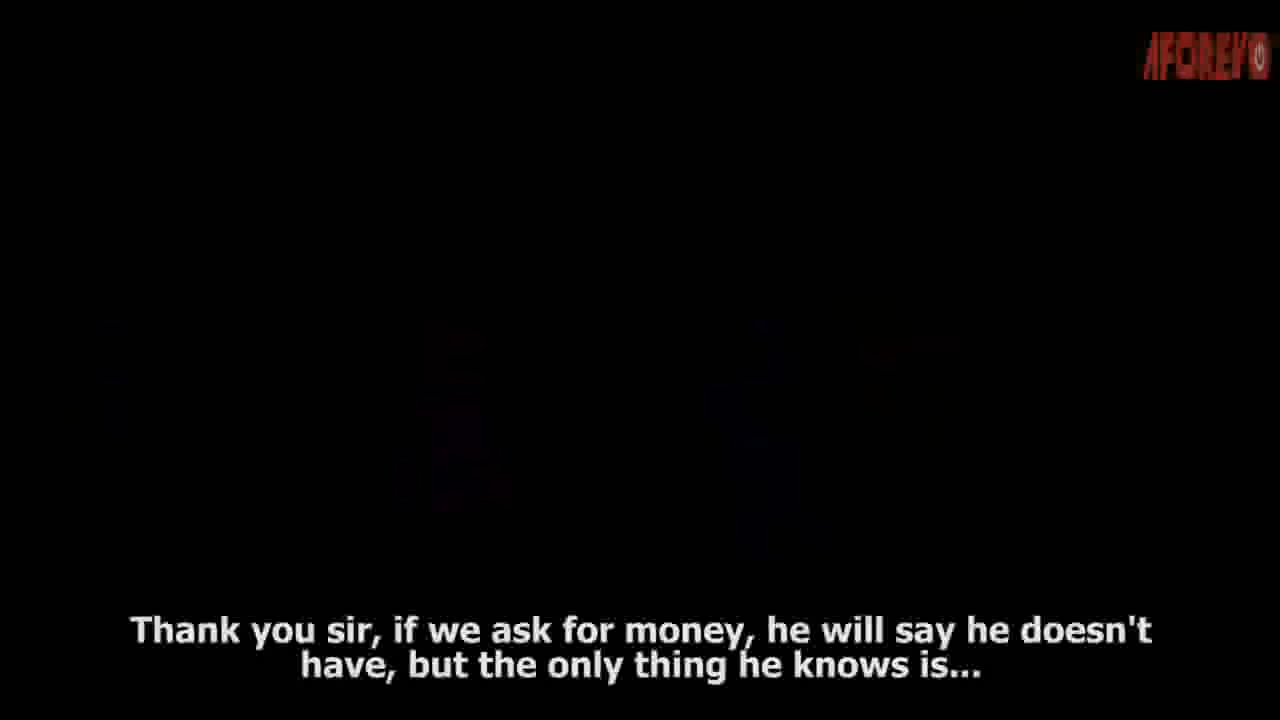 AFOREVO
Thank you sir, if we ask for money, he will say he doesn't
have, but the only thing he knows is...